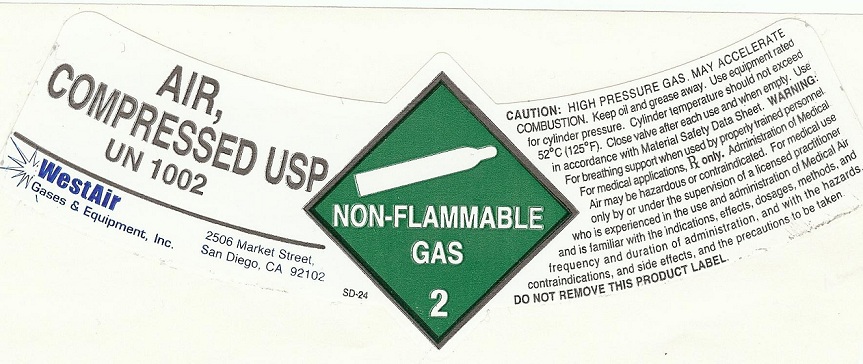 AIR,
COMPRESSED USP
UN 1002
WestAir
Gases & Equipment, Inc.
2506 Market Street,
San Diego, CA 92102
SD-24
NON-FLAMMABLE
GAS
2
CAUTION: HIGH PRESSURE GAS. MAY ACCELERATE
COMBUSTION. Keep oil and grease away. Use equipment rated
for cylinder pressure. Cylinder temperature should not exceed
52°C (125°F). Close valve after each use and when empty. Use
in accordance with Material Safety Data Sheet. WARNING:
For breathing support when used by properly trained personnel.
For medical applications, ℞ only. Administration of Medical
Air may be hazardous or contraindicated. For medical use
only by or under the supervision of a licensed practitioner
who is experienced in the use and administration of Medical Air
and is familiar with the indications, effects, dosages, methods, and
frequency and duration of administration, and with the hazards,
contraindications, and side effects, and the precautions to be taken.
DO NOT REMOVE THIS PRODUCT LABEL.